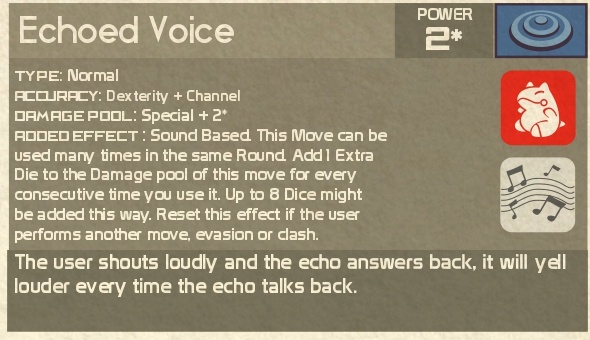 Echoed Voice
POWER
2*
TYPE: Normal
ACCURACY: Dexterity + Channel
DAMAGE POOL: Special + 2*
ADDED EFFECT : Sound Based. This Move can be
used many times in the same Round. Add 1 Extra
Die to the Damage pool of this move for every
consecutive time you use it. Up to 8 Dice might
be added this way. Reset this effect if the user
performs another move, evasion or clash.
The user shouts loudly and the echo answers back, it will yell
louder every time the echo talks back.